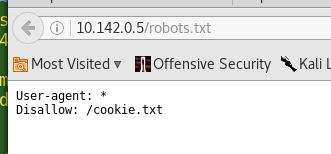 10.142.0.5/robots.txt
Most Visited Offensive Security Kali L
User-agent: *
Disallow: /cookie.txt